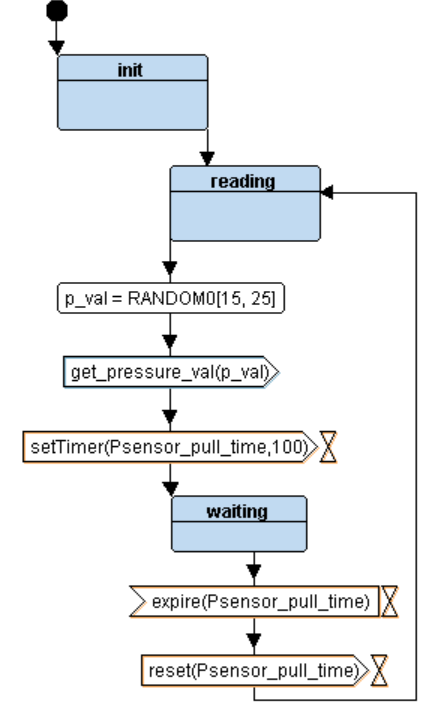 init
reading
p_val = RANDOM0[15, 25]
get_pressure_val(p_val)
setTimer(Psensor_pull_time,100)
waiting
expire(Psensor_pull_time)
reset(Psensor_pull_time)